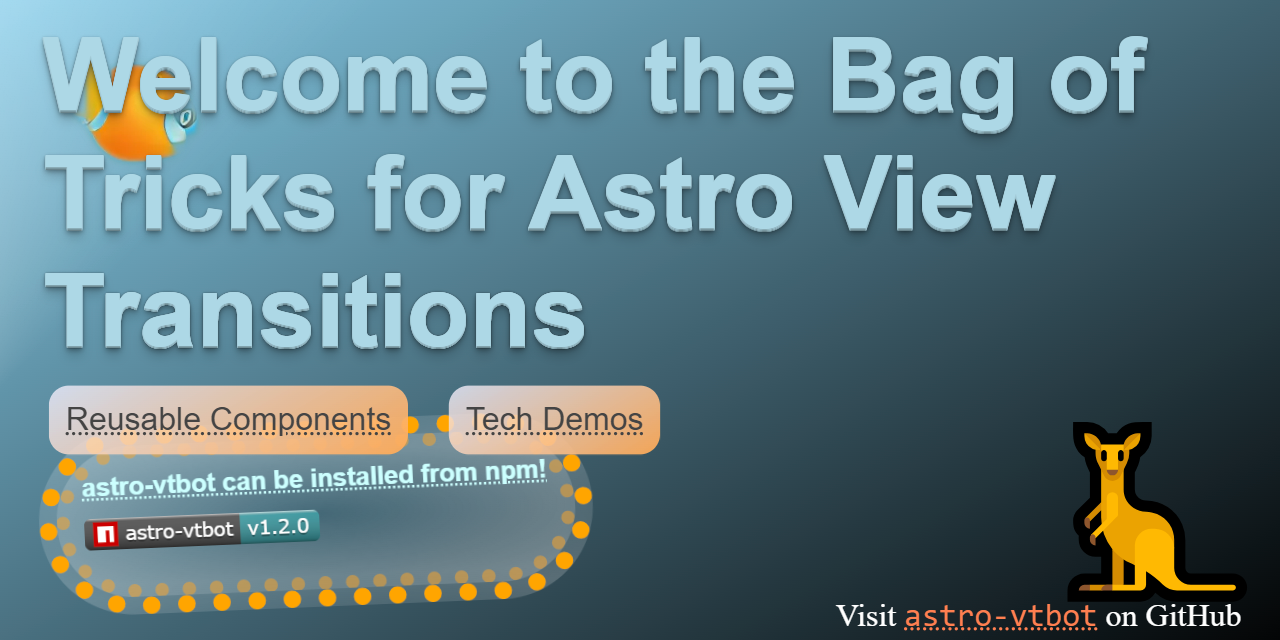 Welcome to the Bag of
Tricks for Astro View
Transitions
Reusable Components
Tech Demos
astro-vtbot can be installed from npm!
n astro-vtbot v1.2.0
Visit astro-vtbot on GitHub